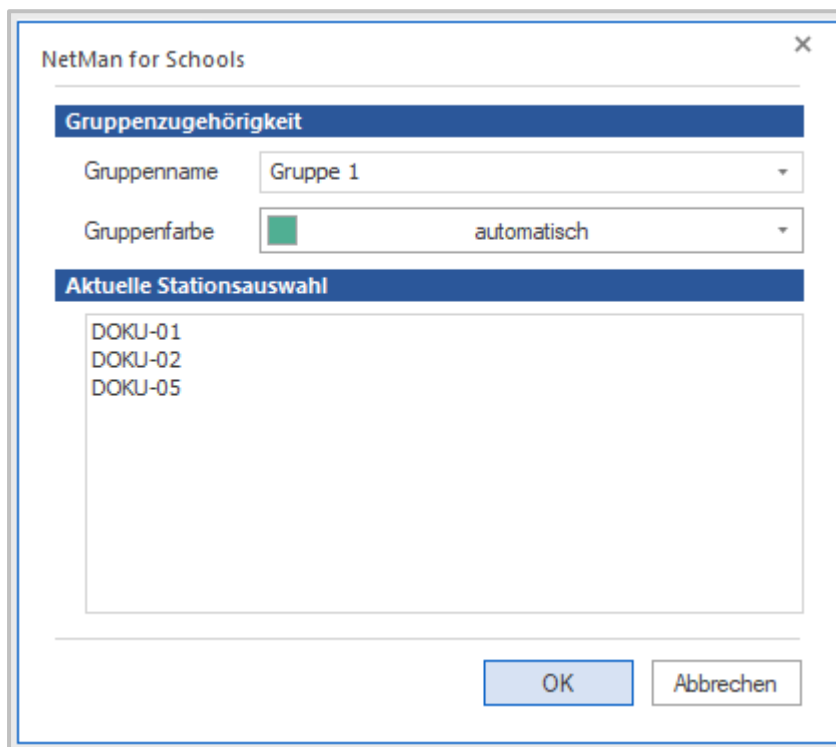 NetMan for Schools
Gruppenzugehörigkeit
Gruppenname Gruppe 1
Gruppenfarbe automatisch
Aktuelle Stationsauswahl
DOKU-01
DOKU-02
DOKU-05
OK Abbrechen